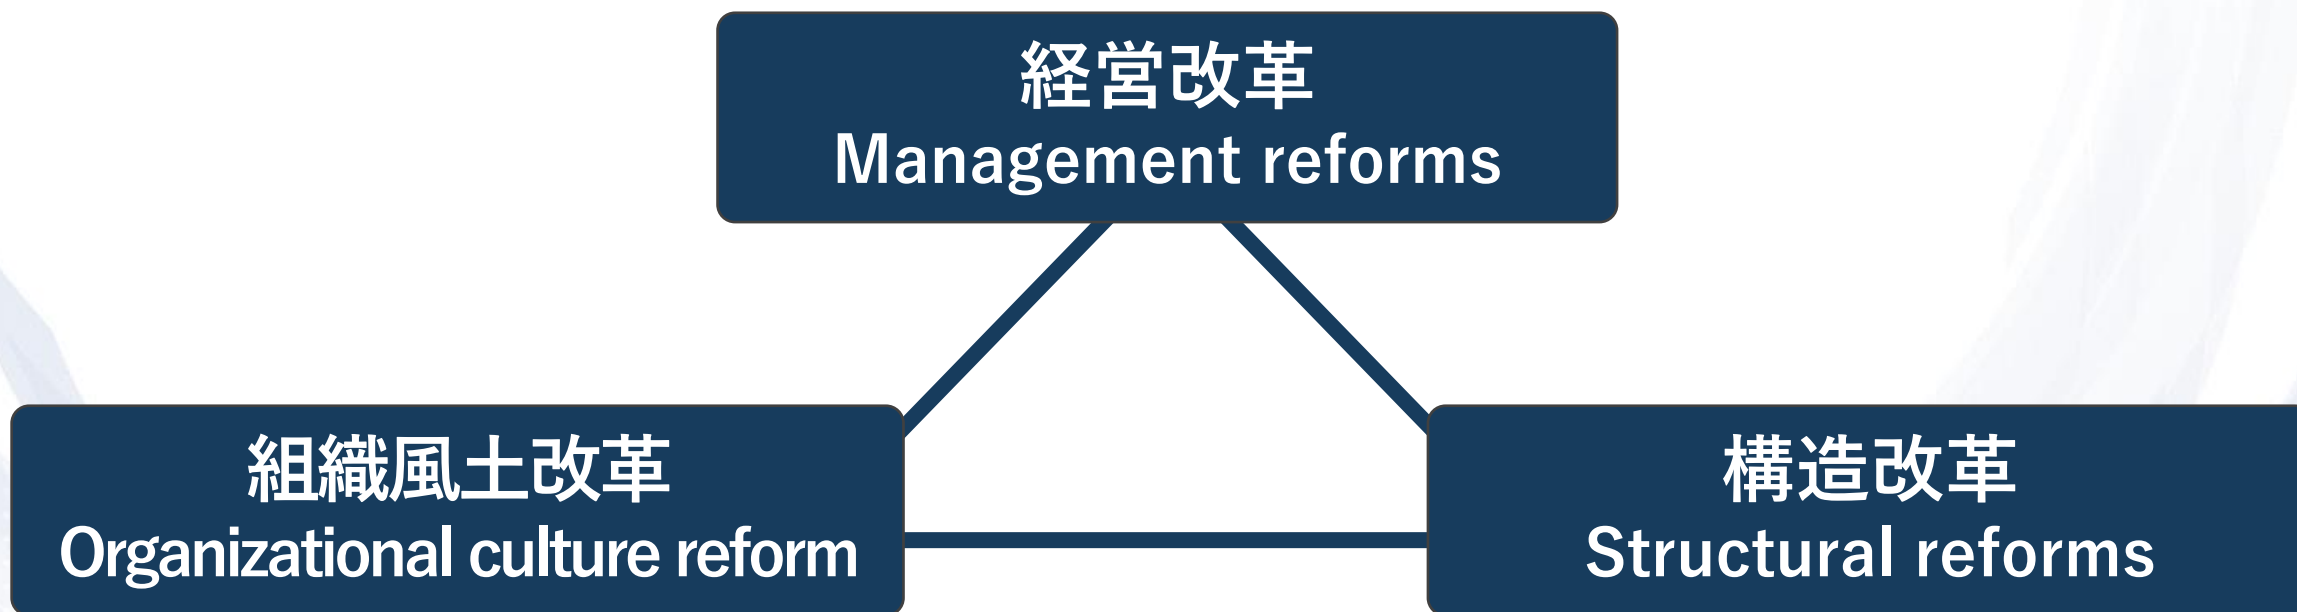 経営改革
Management reforms
組織風土改革
Organizational culture reform
構造改革
Structural reforms